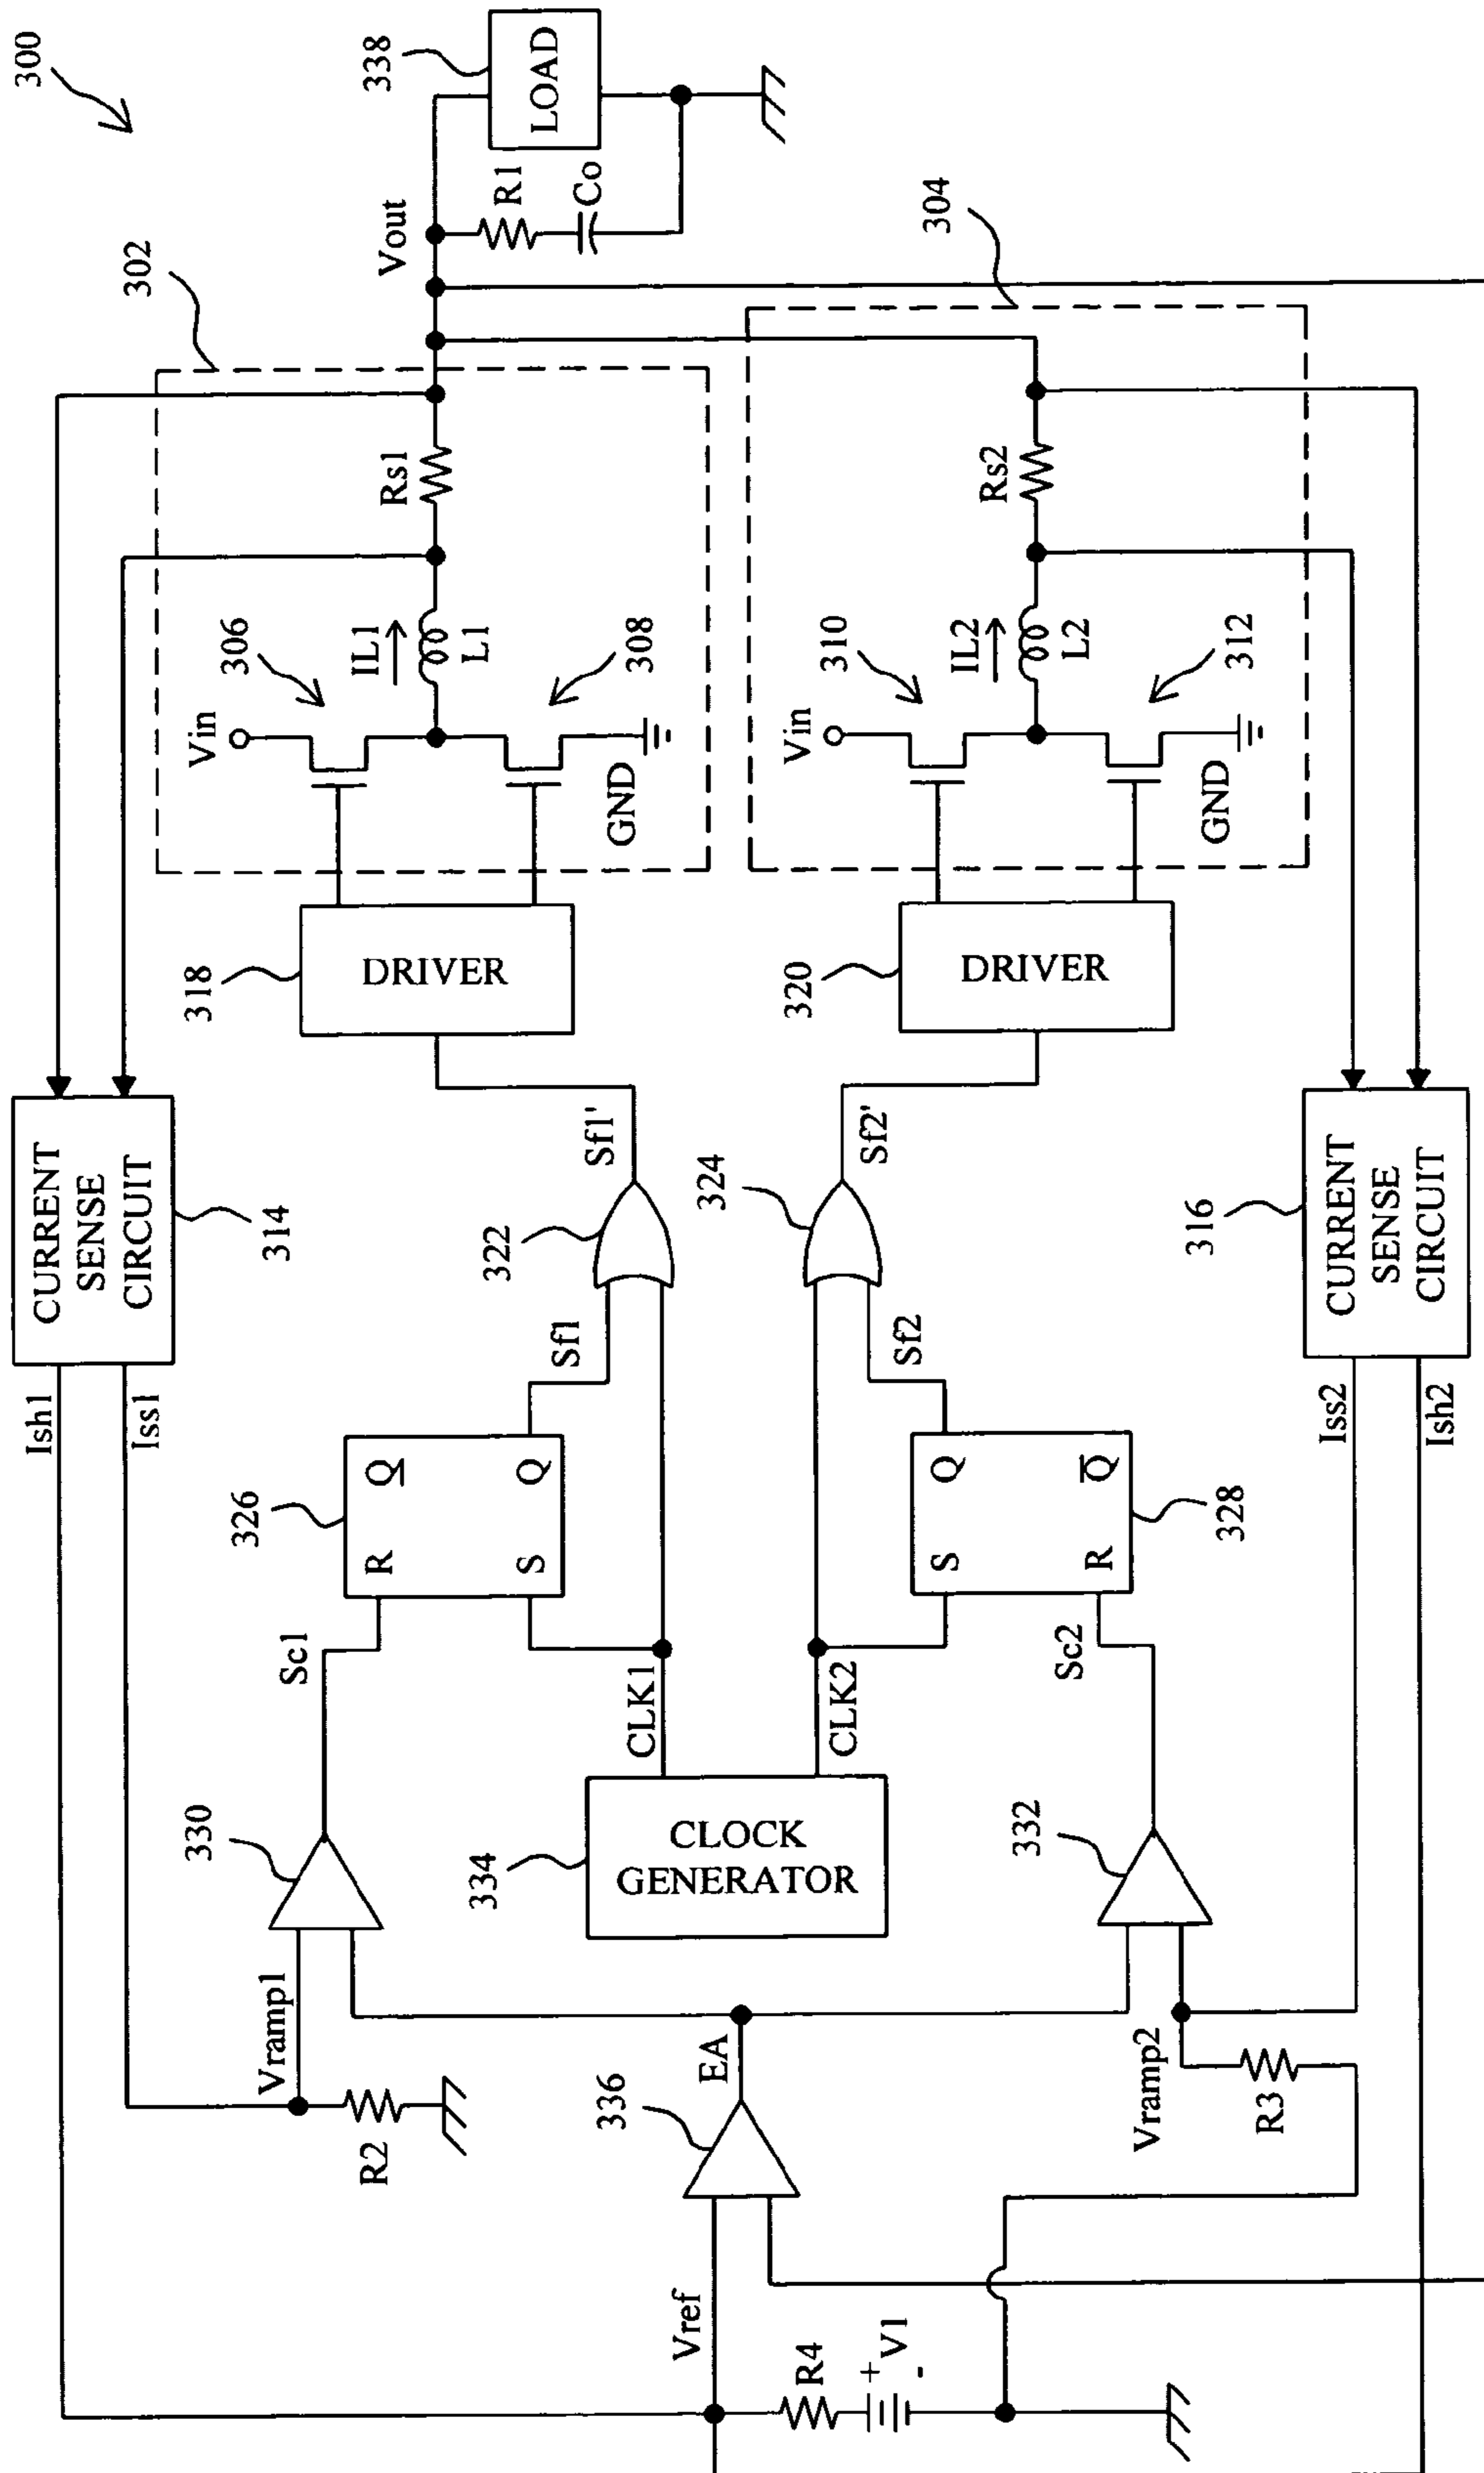 300
338
LOAD
R1
Co
Vout
302
304
Rs1
Rs2
306
IL1
L1
308
310
IL2
L2
312
Vin
GND
Vin
GND
318
DRIVER
320
DRIVER
CURRENT
SENSE
CIRCUIT
314
Sf1'
322
324
Sf2'
316
CURRENT
SENSE
CIRCUIT
Ish1
Iss1
Sf1
Sf2
Iss2
Ish2
326
R
Q
S
Q
S
Q
R
Q
328
Sc1
CLK1
CLK2
Sc2
330
334
CLOCK
GENERATOR
332
Vramp1
R2
336
EA
Vramp2
R3
Vref
R4
+
V1
-